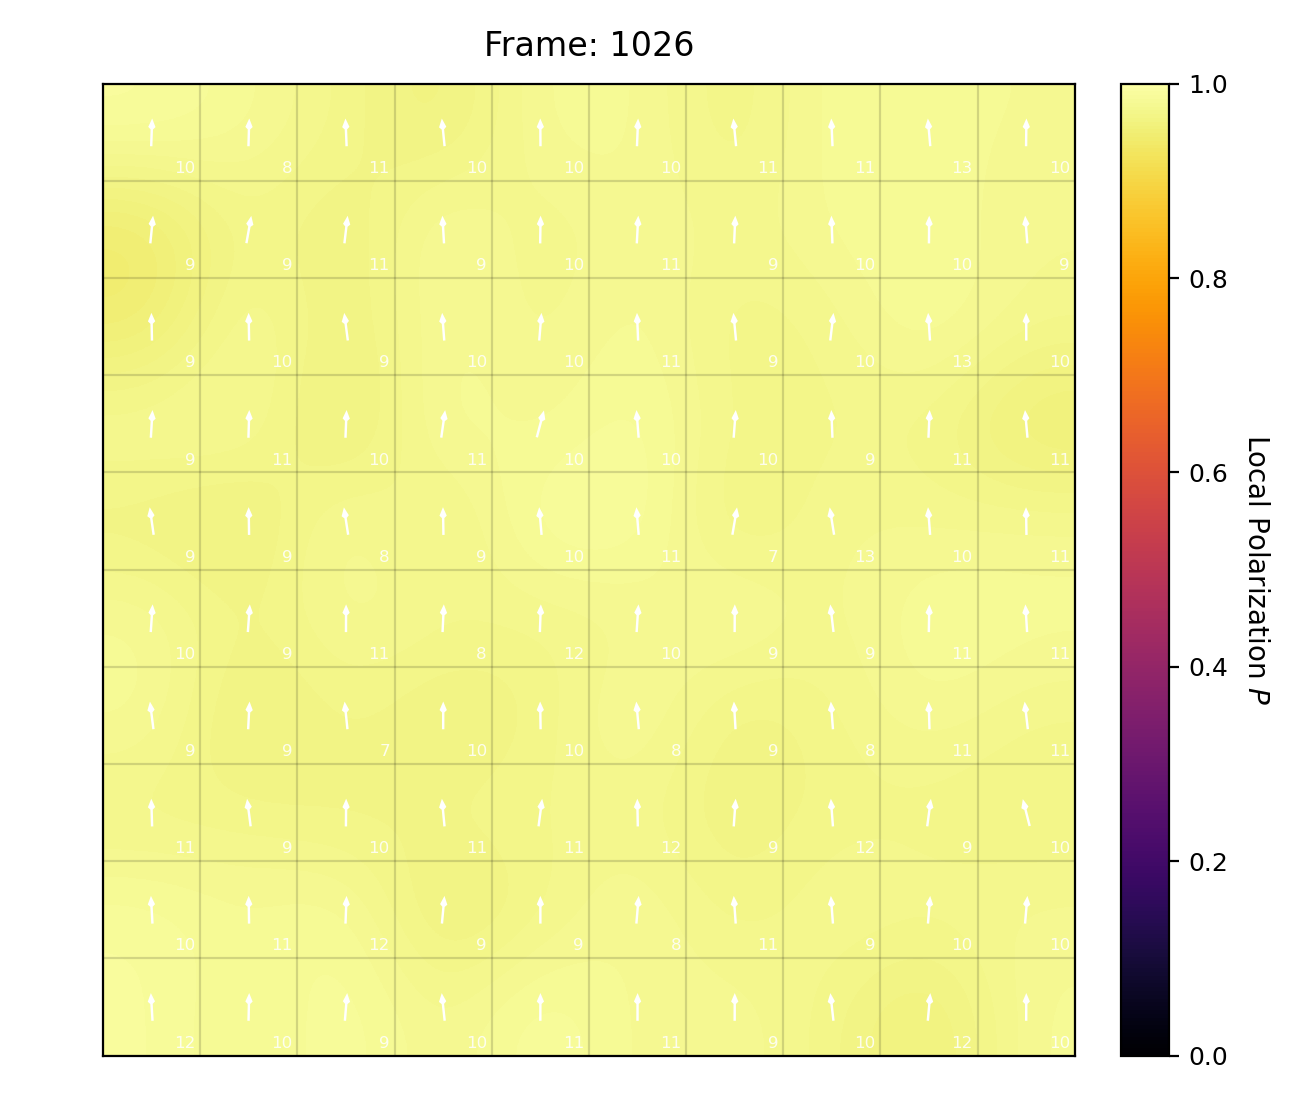 Frame: 1026
10 8 11 10 10 10 11 11 13 10
9 9 11 9 10 11 9 10 10 9
9 10 9 10 10 11 9 10 13 10
9 11 10 11 10 10 10 9 11 11
9 9 8 9 10 11 7 13 10 11
10 9 11 8 12 10 9 9 11 11
9 9 7 10 10 8 9 8 11 11
11 9 10 11 11 12 9 12 9 10
10 11 12 9 9 8 11 9 10 10
12 10 9 10 11 11 9 10 12 10
1.0
0.8
0.6
0.4
0.2
0.0
Local Polarization P